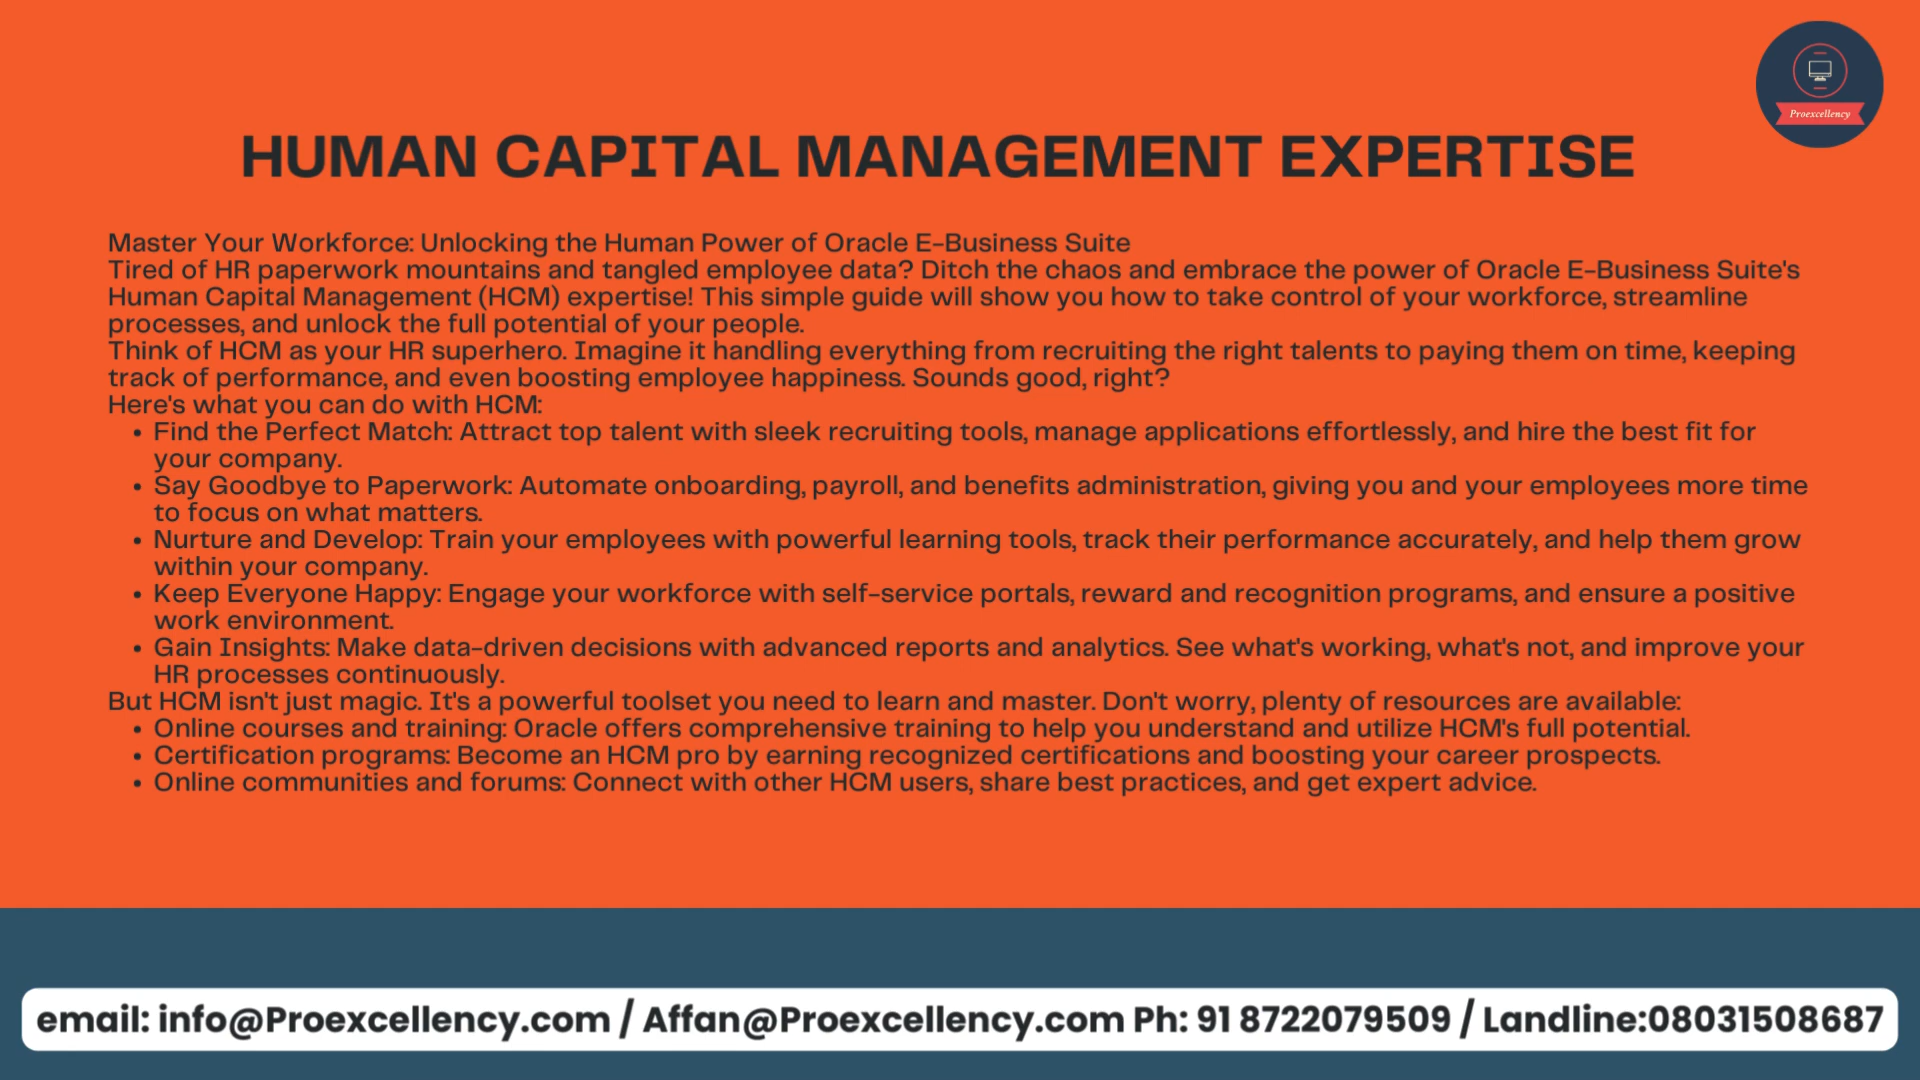 Proexcellency
HUMAN CAPITAL MANAGEMENT EXPERTISE
Master Your Workforce: Unlocking the Human Power of Oracle E-Business Suite
Tired of HR paperwork mountains and tangled employee data? Ditch the chaos and embrace the power of Oracle E-Business Suite's
Human Capital Management (HCM) expertise! This simple guide will show you how to take control of your workforce, streamline
processes, and unlock the full potential of your people.
Think of HCM as your HR superhero. Imagine it handling everything from recruiting the right talents to paying them on time, keeping
track of performance, and even boosting employee happiness. Sounds good, right?
Here's what you can do with HCM:
• Find the Perfect Match: Attract top talent with sleek recruiting tools, manage applications effortlessly, and hire the best fit for
your company.
• Say Goodbye to Paperwork: Automate onboarding, payroll, and benefits administration, giving you and your employees more time
to focus on what matters.
• Nurture and Develop: Train your employees with powerful learning tools, track their performance accurately, and help them grow
within your company.
• Keep Everyone Happy: Engage your workforce with self-service portals, reward and recognition programs, and ensure a positive
work environment.
• Gain Insights: Make data-driven decisions with advanced reports and analytics. See what's working, what's not, and improve your
HR processes continuously.
But HCM isn't just magic. It's a powerful toolset you need to learn and master. Don't worry, plenty of resources are available:
• Online courses and training: Oracle offers comprehensive training to help you understand and utilize HCM's full potential.
• Certification programs: Become an HCM pro by earning recognized certifications and boosting your career prospects.
• Online communities and forums: Connect with other HCM users, share best practices, and get expert advice.
email: info@Proexcellency.com / Affan@Proexcellency.com Ph: 91 8722079509 / Landline:08031508687